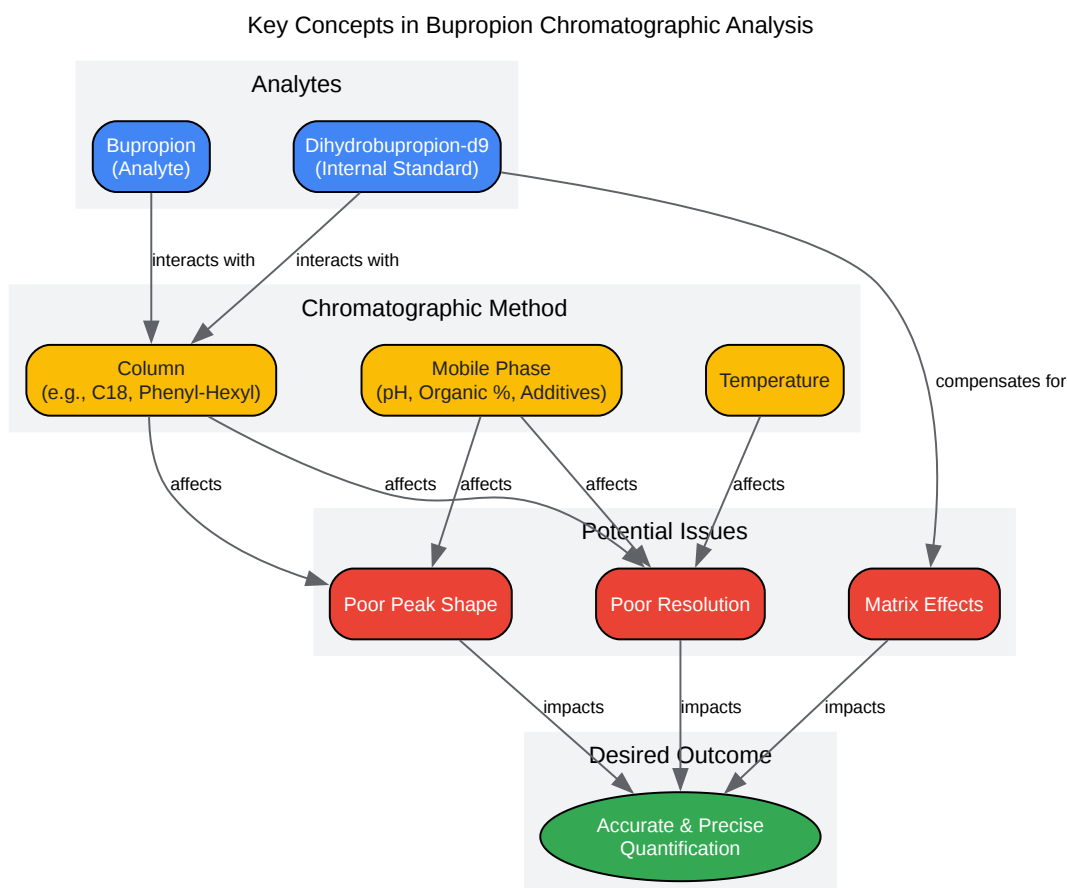 Key Concepts in Bupropion Chromatographic Analysis
Analytes
Bupropion
(Analyte)
Dihydrobupropion-d9
(Internal Standard)
interacts with
interacts with
Chromatographic Method
Column
(e.g., C18, Phenyl-Hexyl)
Mobile Phase
(pH, Organic %, Additives)
Temperature
compensates for
affects
affects
affects
affects
affects
Potential Issues
Poor Peak Shape
Poor Resolution
Matrix Effects
impacts
impacts
impacts
Desired Outcome
Accurate & Precise
Quantification